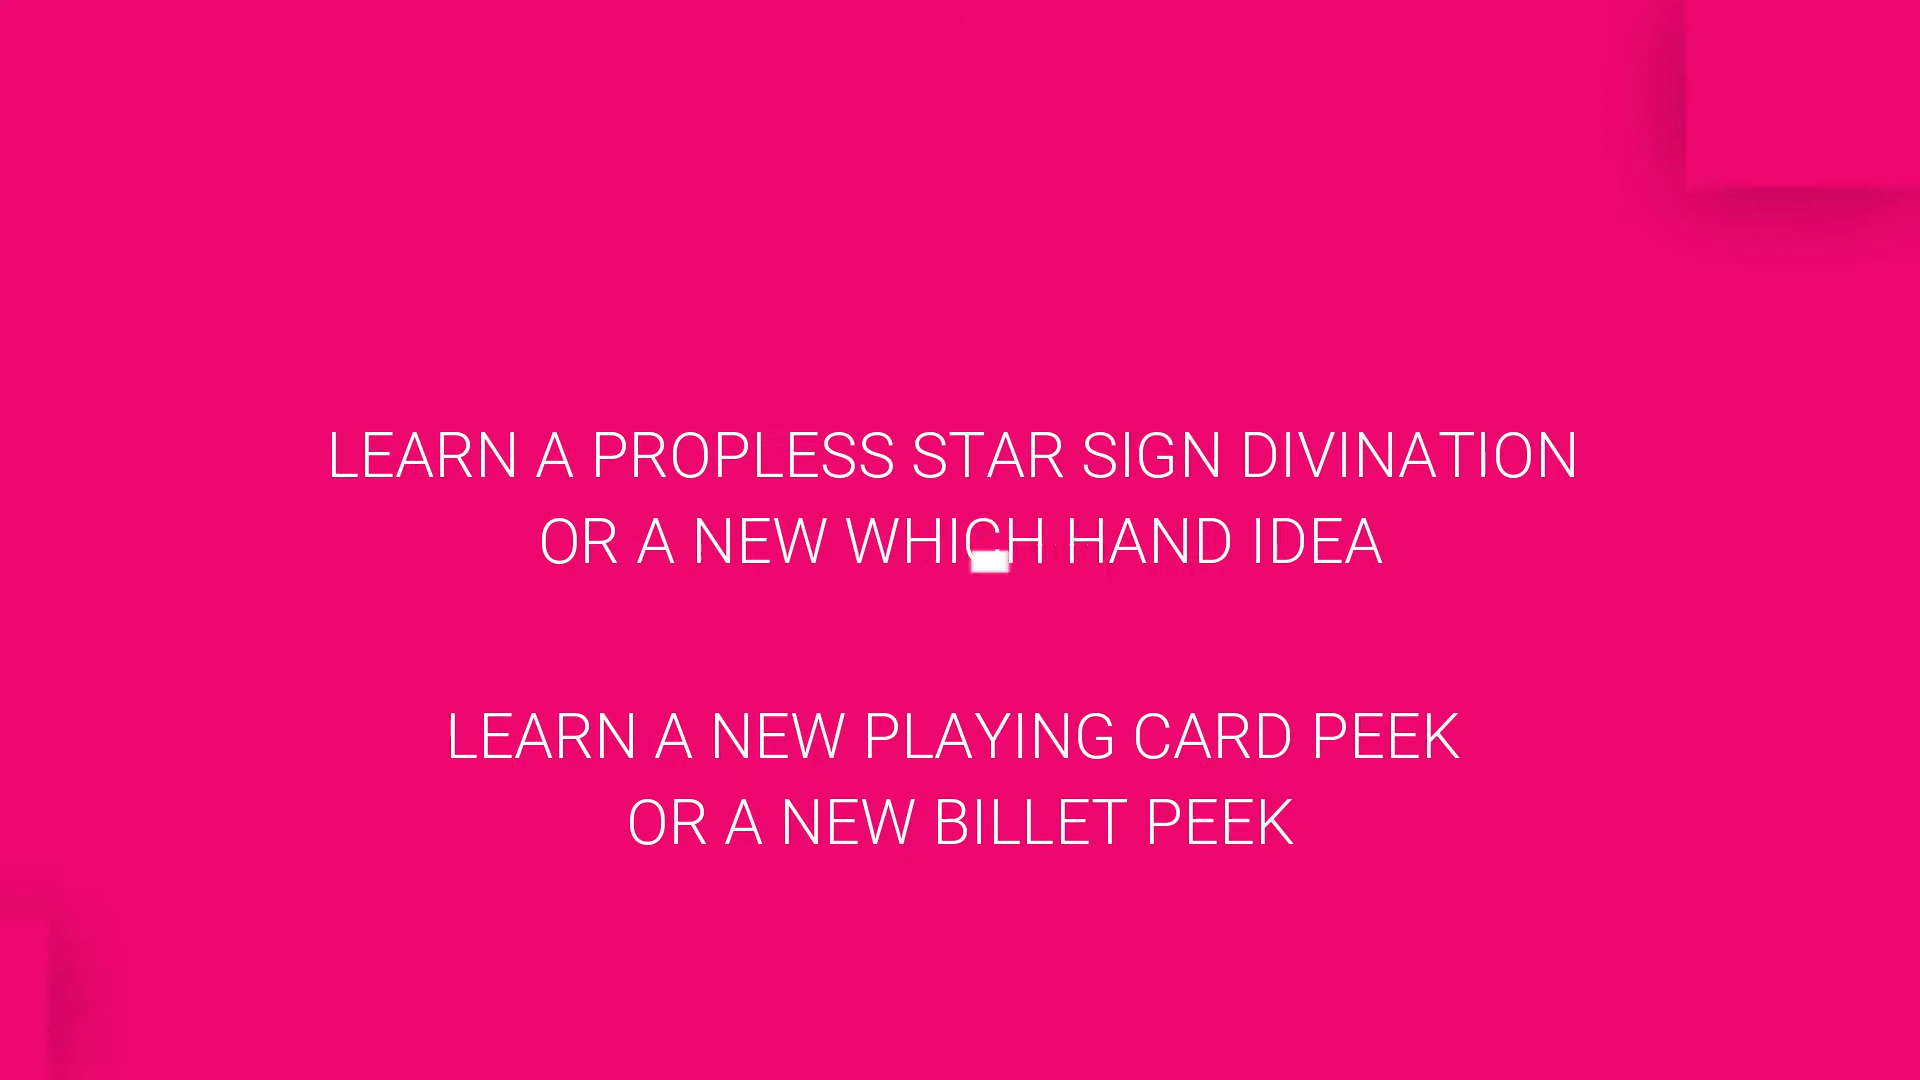 LEARN A PROPLESS STAR SIGN DIVINATION
OR A NEW WHICH HAND IDEA
LEARN A NEW PLAYING CARD PEEK
OR A NEW BILLET PEEK